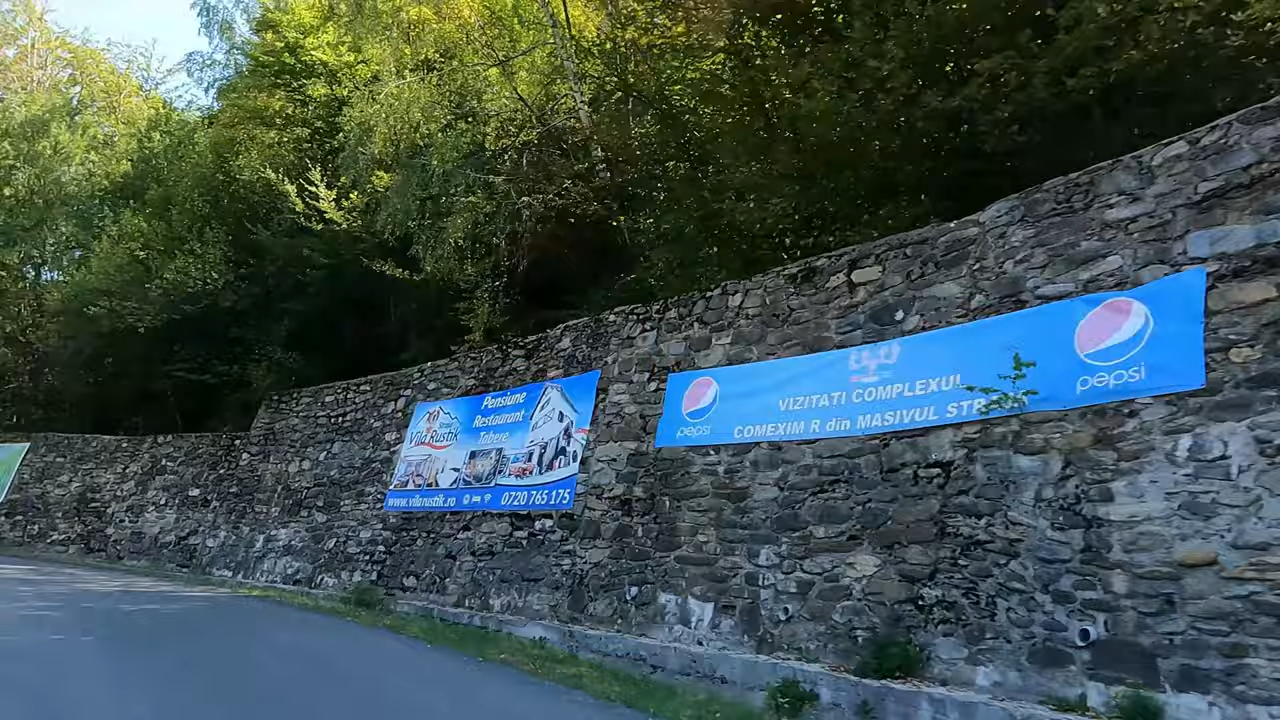 Pensiune
Restaurant
Tabere
Vila Rustik
www.vilarustik.ro
0720 765 175
pepsi
VIZITATI COMPLEXUL
COMEXIM R din MASIVUL
pepsi